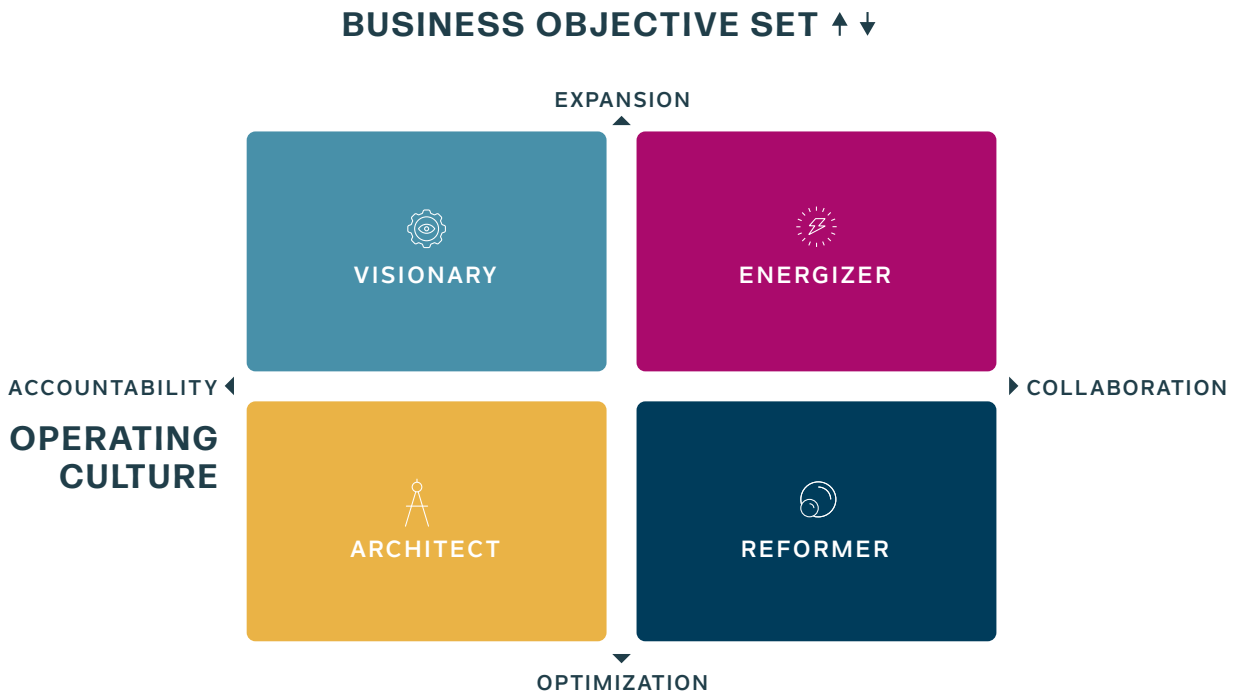 BUSINESS OBJECTIVE SET
EXPANSION
VISIONARY
ENERGIZER
ACCOUNTABILITY
COLLABORATION
OPERATING
CULTURE
ARCHITECT
REFORMER
OPTIMIZATION